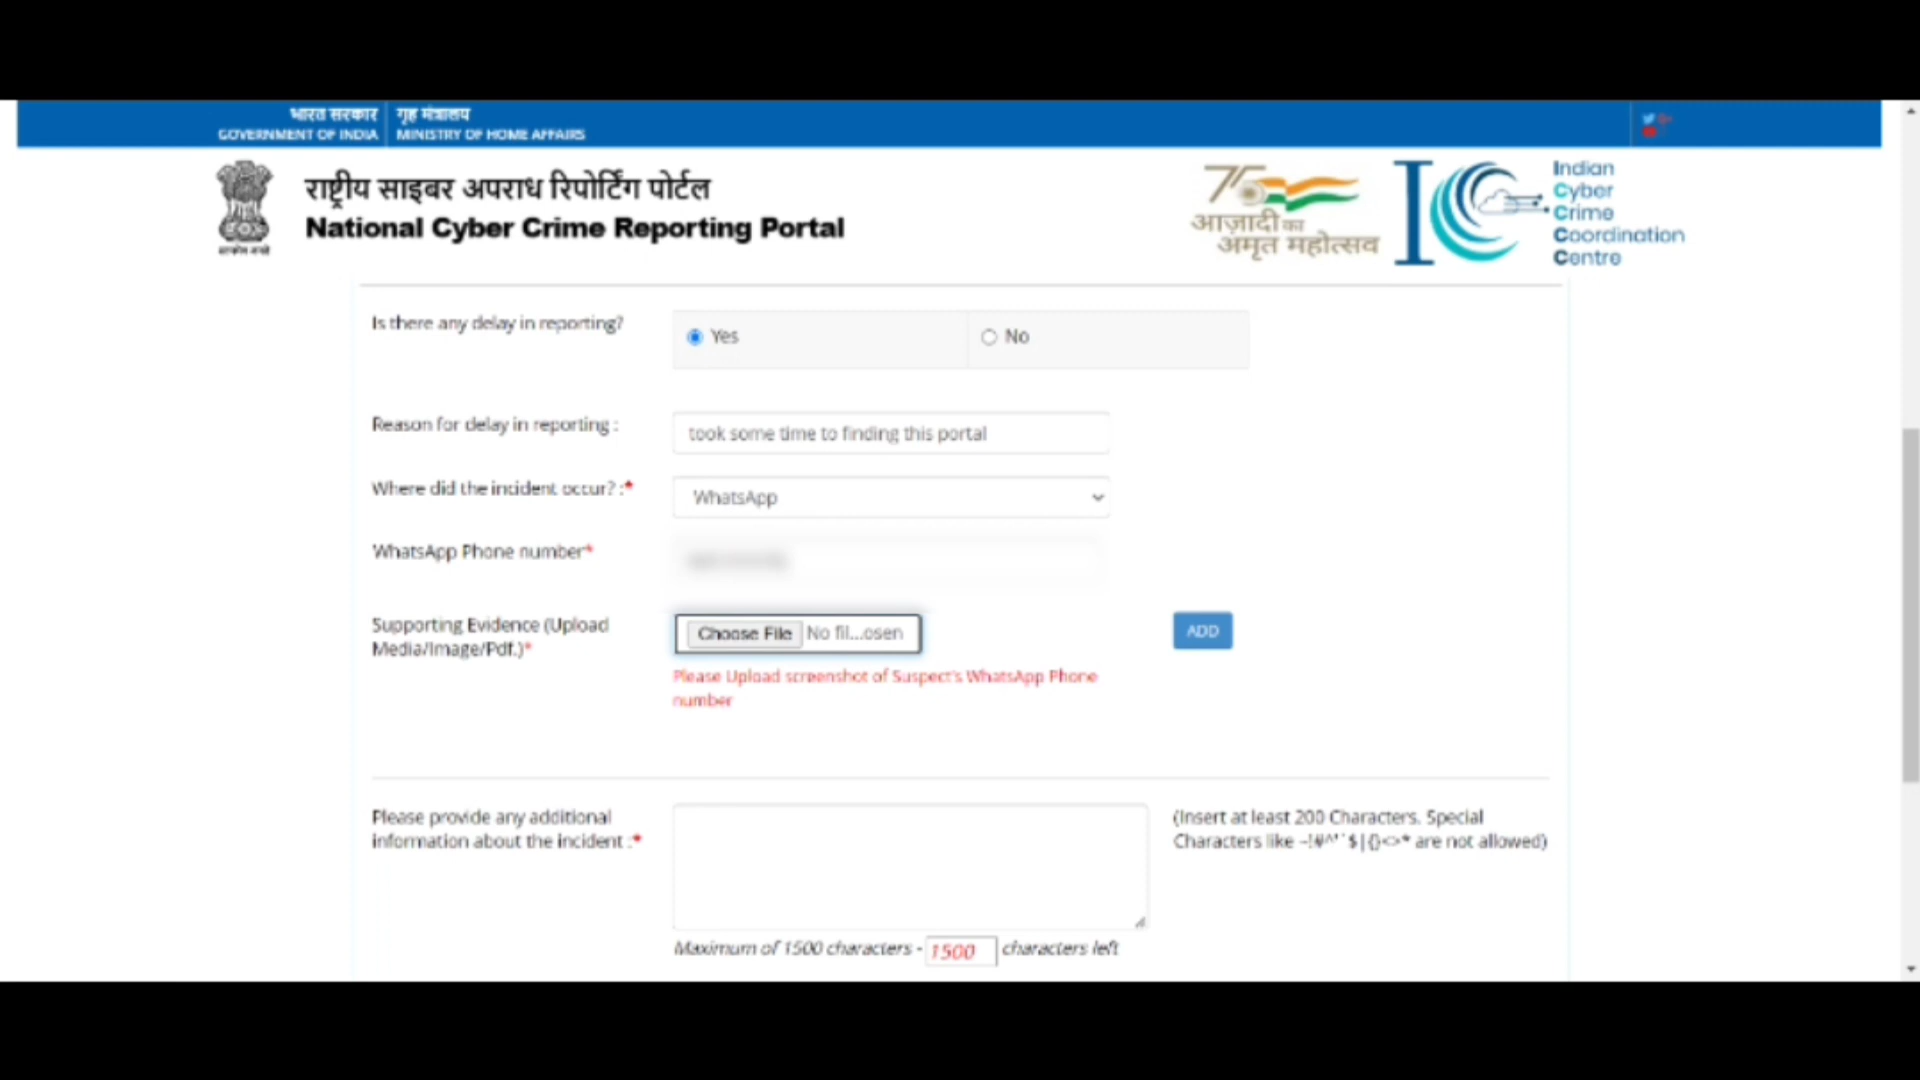 भारत सरकार गृह मंत्रालय
GOVERNMENT OF INDIA MINISTRY OF HOME AFFAIRS
राष्ट्रीय साइबर अपराध रिपोर्टिंग पोर्टल
National Cyber Crime Reporting Portal
सत्यमेव जयते
75
आज़ादी का
अमृत महोत्सव
Indian
Cyber
Crime
Coordination
Centre
Is there any delay in reporting?
Yes
No
Reason for delay in reporting :
took some time to finding this portal
Where did the incident occur? :*
WhatsApp
WhatsApp Phone number*
Supporting Evidence (Upload
Media/Image/Pdf.)*
Choose File No fil...osen
ADD
Please Upload screenshot of Suspect's WhatsApp Phone
number
Please provide any additional
information about the incident :*
(Insert at least 200 Characters. Special
Characters like ~!#^'`$|{}<>* are not allowed)
Maximum of 1500 characters - 1500 characters left